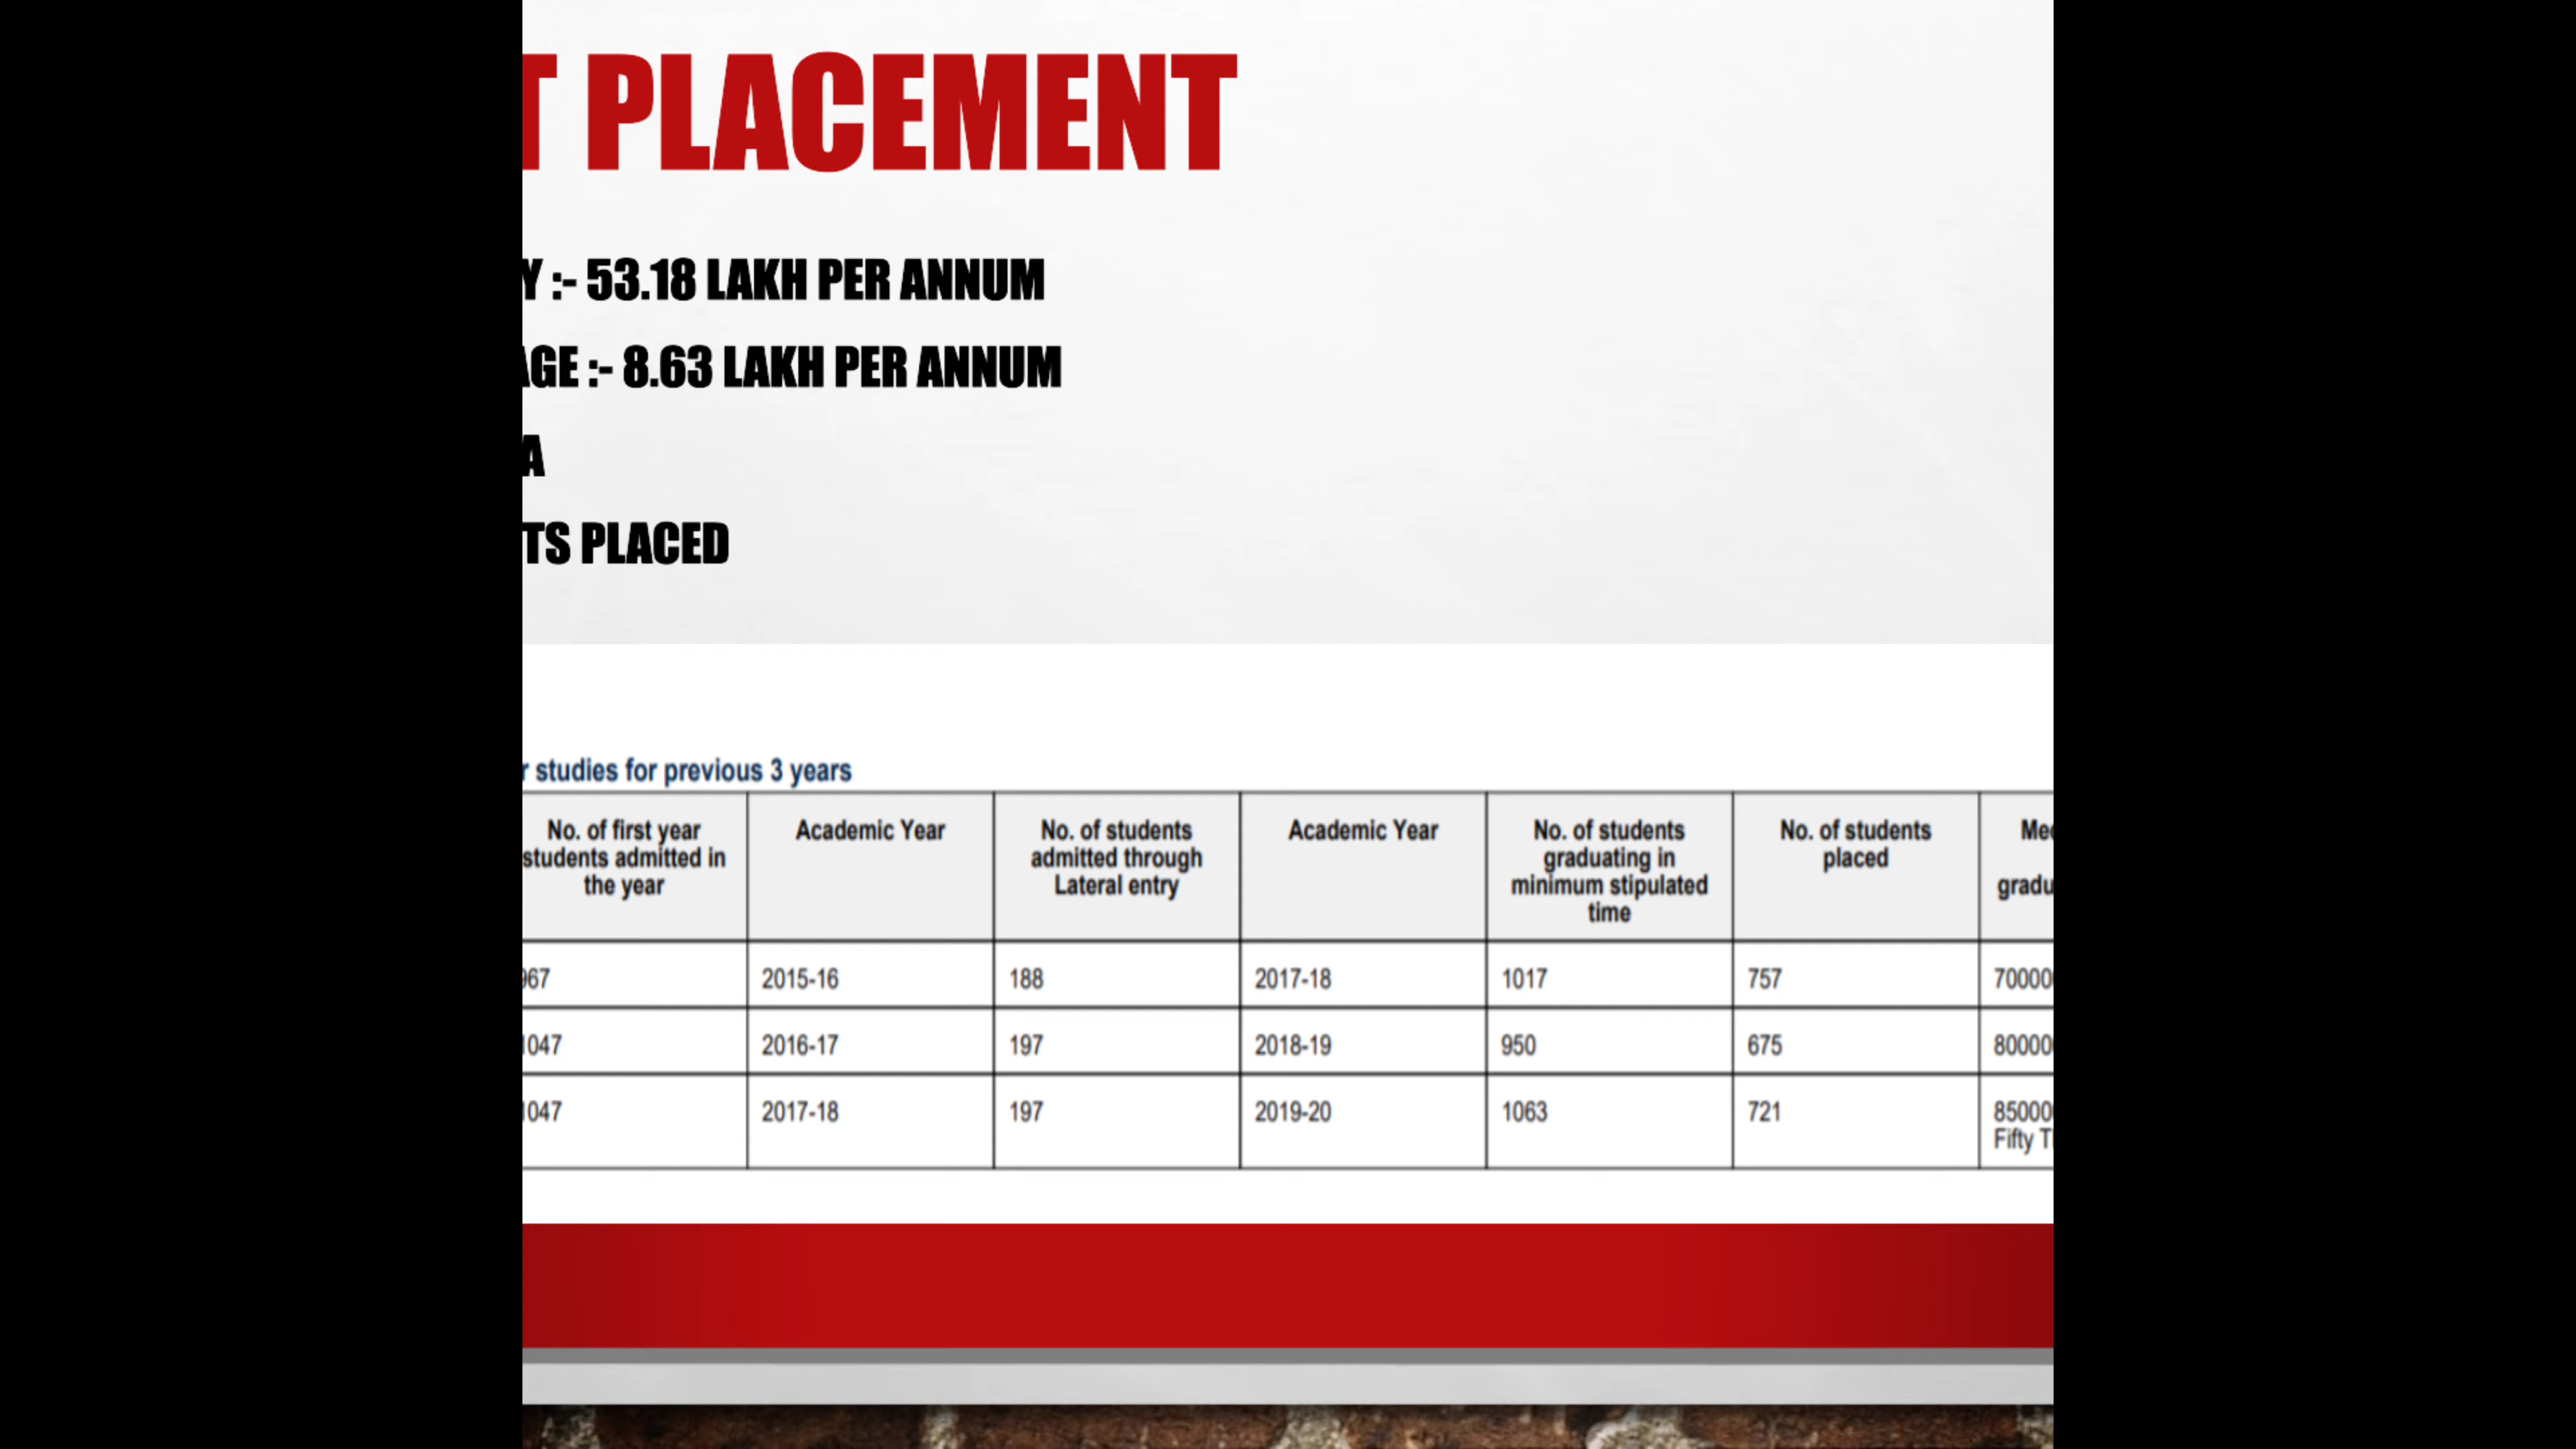 T PLACEMENT
Y :- 53.18 LAKH PER ANNUM
AGE :- 8.63 LAKH PER ANNUM
A
TS PLACED
r studies for previous 3 years
No. of first year students admitted in the year | Academic Year | No. of students admitted through Lateral entry | Academic Year | No. of students graduating in minimum stipulated time | No. of students placed
967 | 2015-16 | 188 | 2017-18 | 1017 | 757 | 70000
1047 | 2016-17 | 197 | 2018-19 | 950 | 675 | 80000
1047 | 2017-18 | 197 | 2019-20 | 1063 | 721 | 85000
Fifty